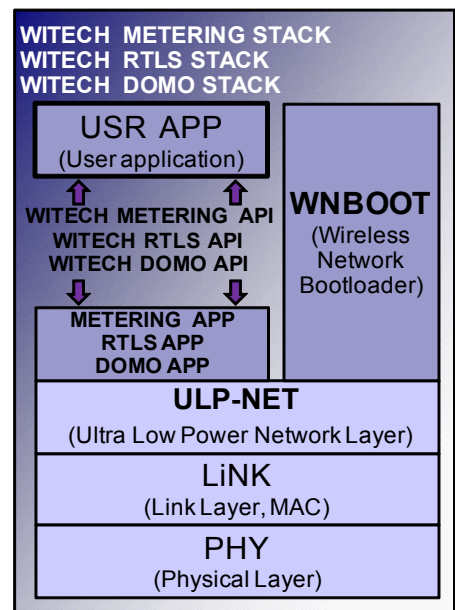 WITECH METERING STACK
WITECH RTLS STACK
WITECH DOMO STACK
USR APP
(User application)
WITECH METERING API
WITECH RTLS API
WITECH DOMO API
METERING APP
RTLS APP
DOMO APP
WNBOOT
(Wireless
Network
Bootloader)
ULP-NET
(Ultra Low Power Network Layer)
LiNK
(Link Layer, MAC)
PHY
(Physical Layer)